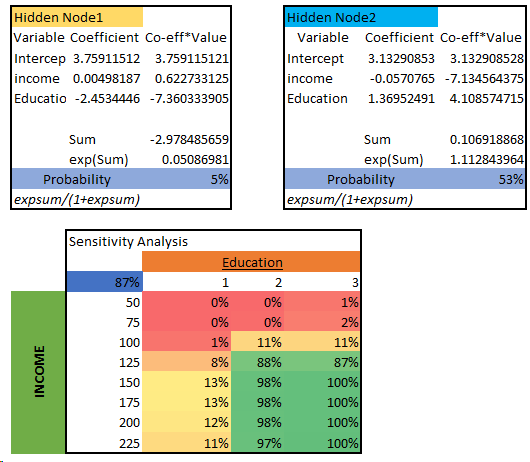 Hidden Node1
Variable Coefficient Co-eff*Value
Intercep 3.75911512 3.759115121
income 0.00498187 0.622733125
Educatio -2.4534446 -7.360333905
Sum -2.978485659
exp(Sum) 0.05086981
Probability 5%
expsum/(1+expsum)
Hidden Node2
Variable Coefficient Co-eff*Value
Intercept 3.13290853 3.132908528
income -0.0570765 -7.134564375
Education 1.36952491 4.108574715
Sum 0.106918868
exp(Sum) 1.112843964
Probability 53%
expsum/(1+expsum)
Sensitivity Analysis
Education
87% 1 2 3
INCOME
50 0% 0% 1%
75 0% 0% 2%
100 1% 11% 11%
125 8% 88% 87%
150 13% 98% 100%
175 13% 98% 100%
200 12% 98% 100%
225 11% 97% 100%